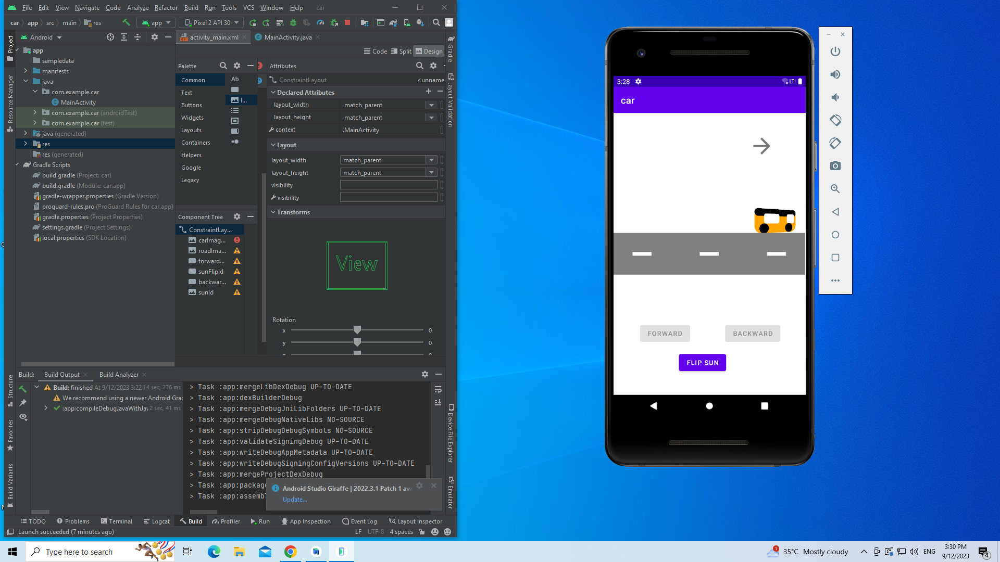 File Edit View Navigate Code Analyze Refactor Build Run Tools VCS Window Help car
car app src main res app Pixel 2 API 30
Project
Android
activity_main.xml MainActivity.java
app
sampledata
manifests
java
com.example.car
MainActivity
com.example.car (androidTest)
com.example.car (test)
java (generated)
res
res (generated)
Gradle Scripts
build.gradle (Project: car)
build.gradle (Module: car.app)
gradle-wrapper.properties (Gradle Version)
proguard-rules.pro (ProGuard Rules for car.app)
gradle.properties (Project Properties)
settings.gradle (Project Settings)
local.properties (SDK Location)
Resource Manager
Structure
Favorites
Build Variants
Code Split Design
Palette
Common
Text
Buttons
Widgets
Layouts
Containers
Helpers
Google
Legacy
Ab
I...
Component Tree
ConstraintLay...
carImag...
roadIma...
forward...
sunFlipId
backwar...
sunId
Attributes
ConstraintLayout <unname
Declared Attributes
layout_width match_parent
layout_height match_parent
context .MainActivity
Layout
layout_width match_parent
layout_height match_parent
visibility
visibility
Transforms
View
Rotation
x 0
y 0
Gradle
Layout Validation
Device File Explorer
Emulator
Build: Build Output Build Analyzer
Build: finished At 9/12/2023 3:22 4 sec, 276 ms
We recommend using a newer Android Grad
:app:compileDebugJavaWithJav 2 sec, 41 ms
> Task :app:mergeLibDexDebug UP-TO-DATE
> Task :app:dexBuilderDebug
> Task :app:mergeDebugJniLibFolders UP-TO-DATE
> Task :app:mergeDebugNativeLibs NO-SOURCE
> Task :app:stripDebugDebugSymbols NO-SOURCE
> Task :app:validateSigningDebug UP-TO-DATE
> Task :app:writeDebugAppMetadata UP-TO-DATE
> Task :app:writeDebugSigningConfigVersions UP-TO-DATE
> Task :app:mergeProjectDexDebug
> Task :app:package
> Task :app:assembl
Android Studio Giraffe | 2022.3.1 Patch 1 ava
Update...
TODO Problems Terminal Logcat Build Profiler Run App Inspection Event Log Layout Inspector
Launch succeeded (7 minutes ago) LF UTF-8 4 spaces
3:28 LTE
car
FORWARD BACKWARD
FLIP SUN
Type here to search
1 35°C Mostly cloudy ENG
3:30 PM
9/12/2023
4